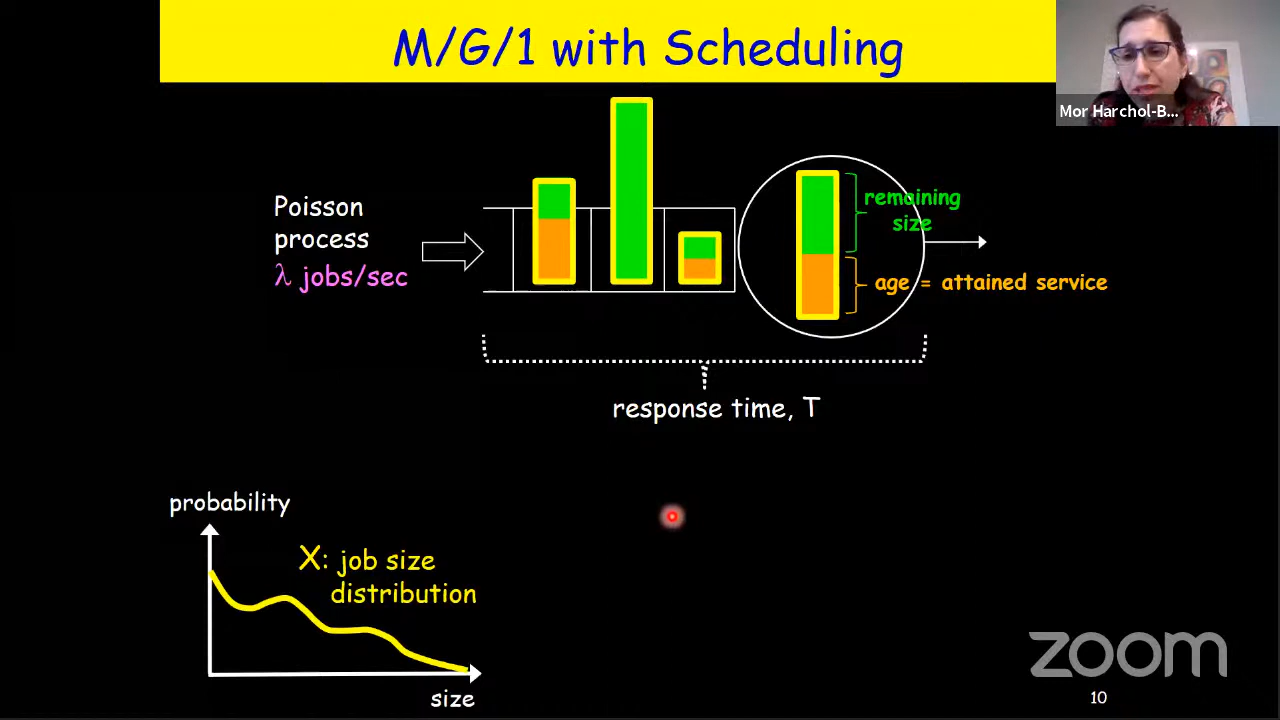 M/G/1 with Scheduling
Mor Harchol-B...
Poisson
process
λ jobs/sec
remaining
size
age = attained service
response time, T
probability
X: job size
distribution
size
zoom
10